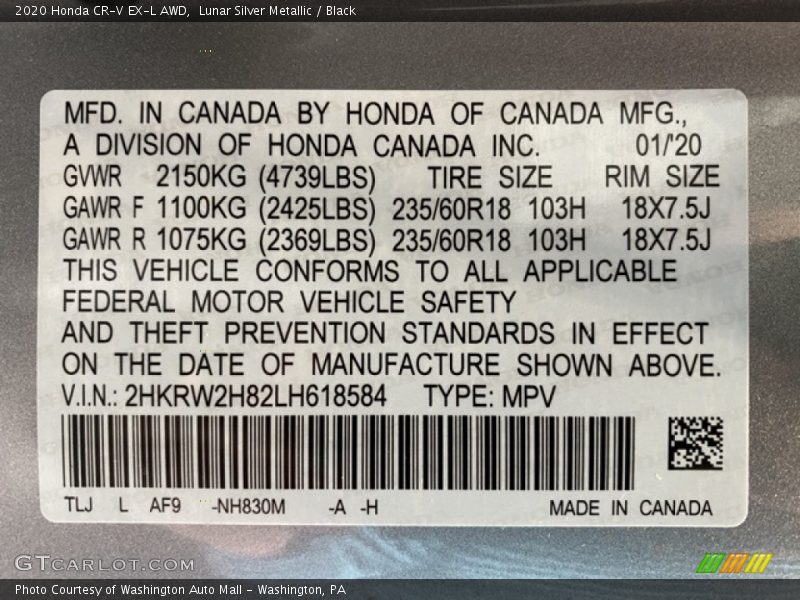 2020 Honda CR-V EX-L AWD,  Lunar Silver Metallic / Black
MFD. IN CANADA BY HONDA OF CANADA MFG.,
A DIVISION OF HONDA CANADA INC. 01/'20
GVWR 2150KG (4739LBS) TIRE SIZE RIM SIZE
GAWR F 1100KG (2425LBS) 235/60R18 103H 18X7.5J
GAWR R 1075KG (2369LBS) 235/60R18 103H 18X7.5J
THIS VEHICLE CONFORMS TO ALL APPLICABLE
FEDERAL MOTOR VEHICLE SAFETY
AND THEFT PREVENTION STANDARDS IN EFFECT
ON THE DATE OF MANUFACTURE SHOWN ABOVE.
V.I.N.: 2HKRW2H82LH618584 TYPE: MPV
TLJ L AF9 -NH830M -A -H MADE IN CANADA
GTCARLOT.COM
Photo Courtesy of Washington Auto Mall - Washington, PA